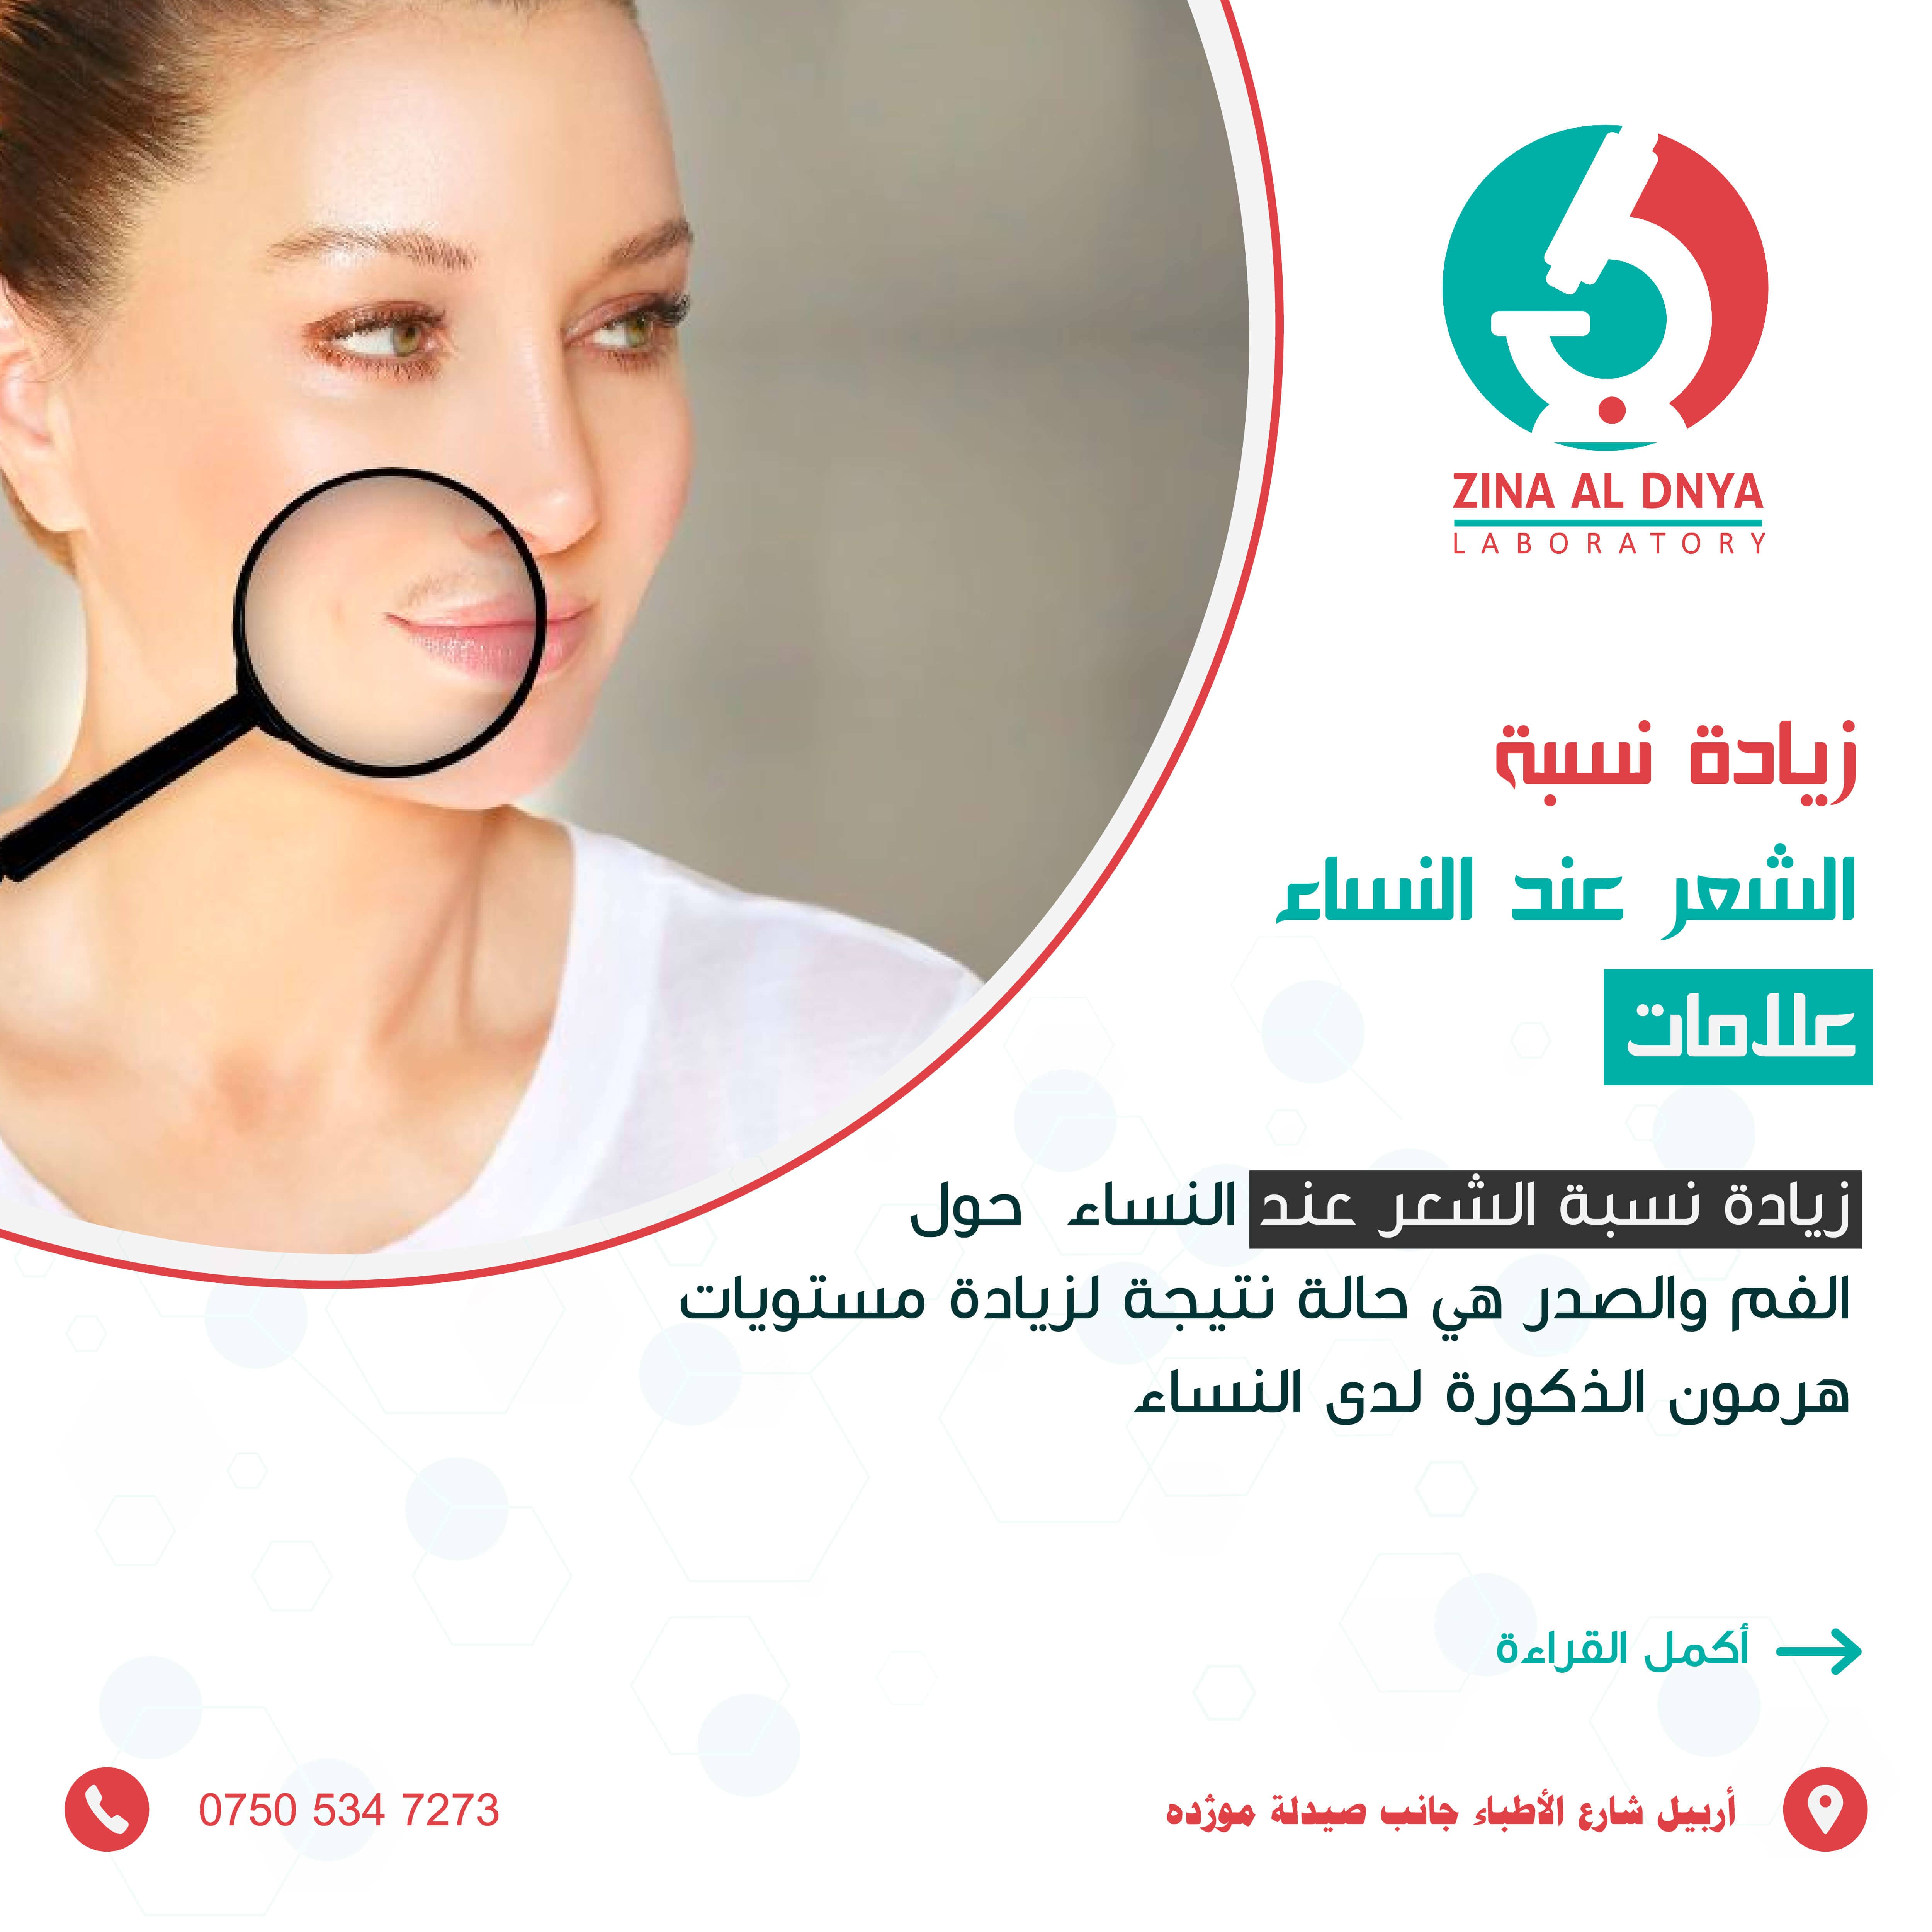 ZINA AL DNYA
LABORATORY
زيادة نسبة
الشعر عند النساء
علامات
زيادة نسبة الشعر عند النساء حول
الفم والصدر هي حالة نتيجة لزيادة مستويات
هرمون الذكورة لدى النساء
أكمل القراءة
أربيل شارع الأطباء جانب صيدلة موژده
0750 534 7273